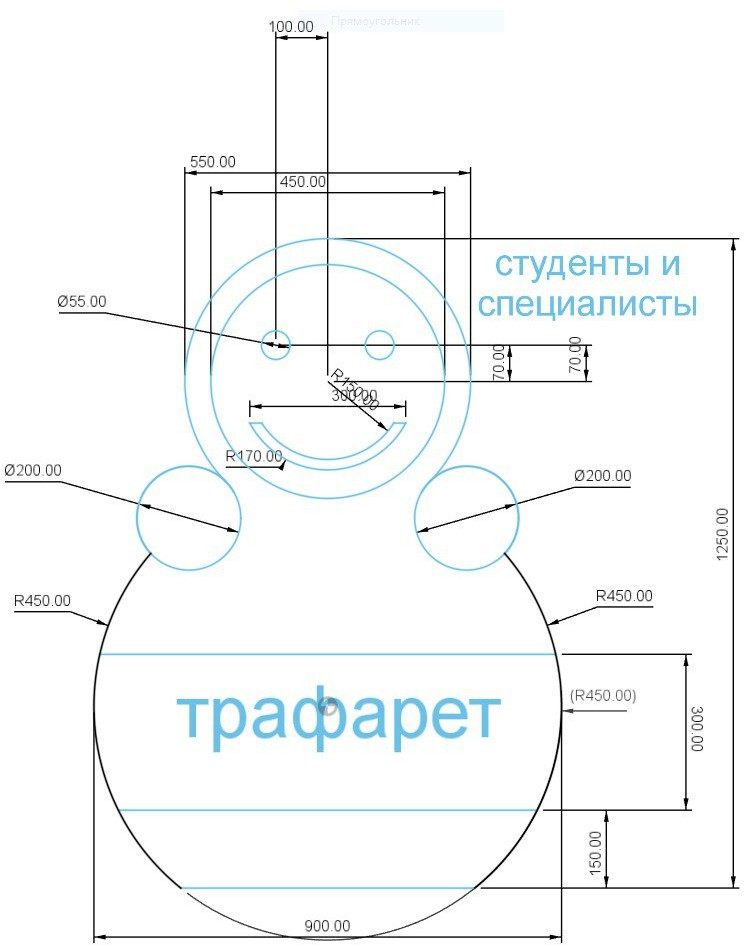 Прямоугольник
100.00
550.00
450.00
студенты и
специалисты
Ø55.00
70.00
70.00
R150.00
300.00
R170.00
Ø200.00
Ø200.00
1250.00
R450.00
R450.00
трафарет
(R450.00)
300.00
150.00
900.00